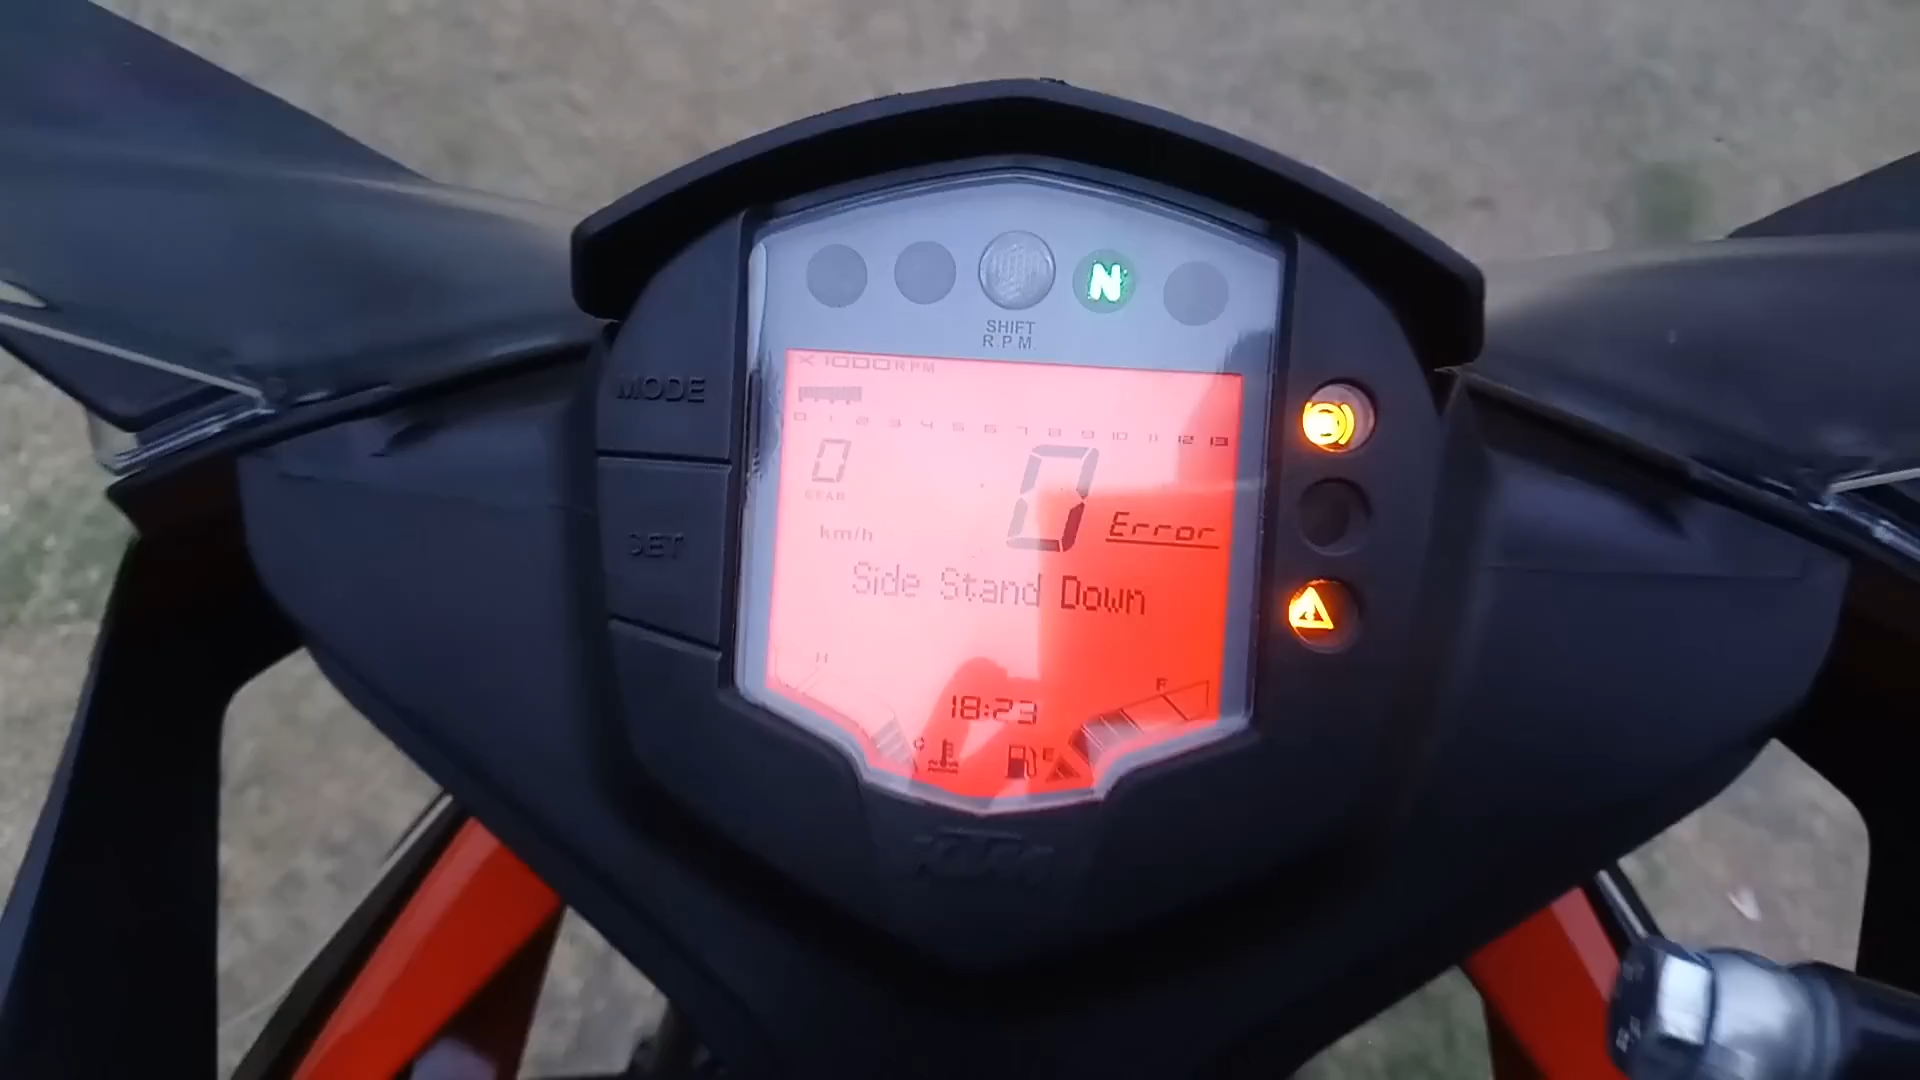 N
SHIFT
R.P.M.
X 1000 RPM
0 1 2 3 4 5 6 7 8 9 10 11 12 13
MODE
0
GEAR
0
km/h
Error
SET
Side Stand Down
H
F
18:23
C
E
KTM